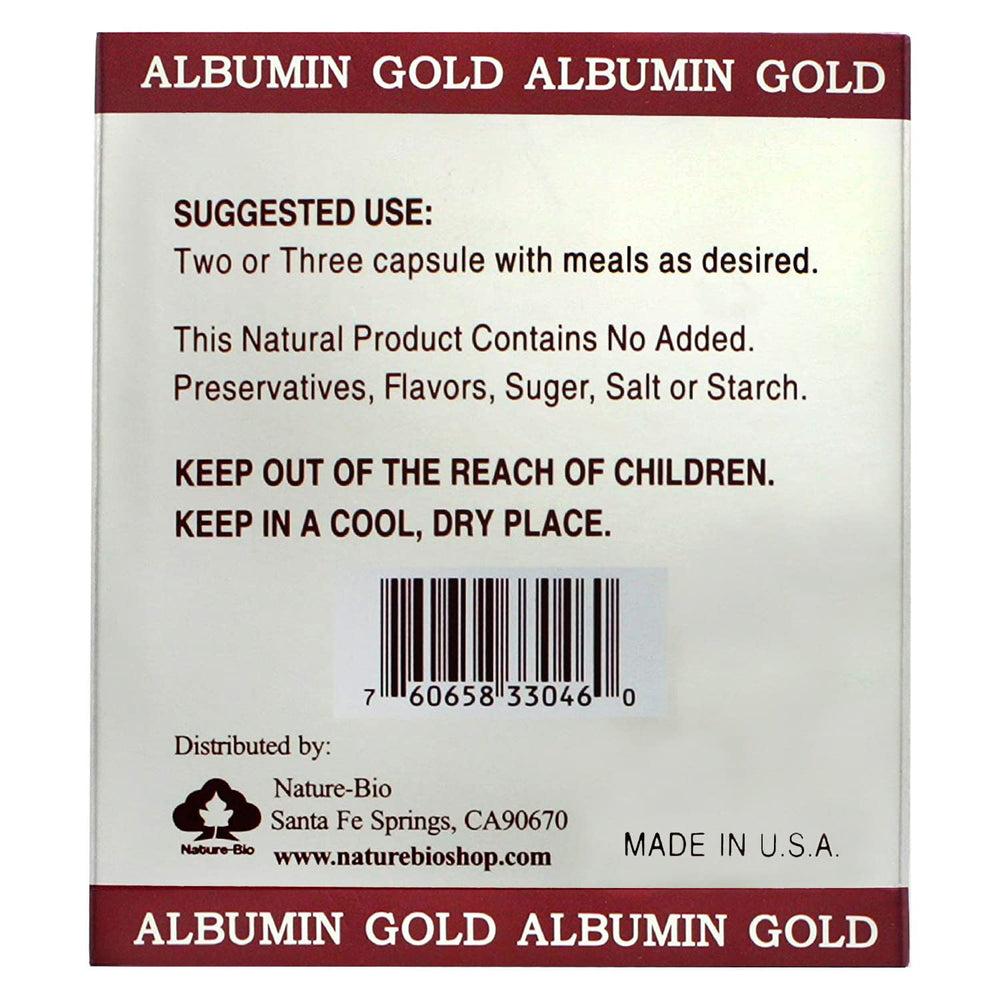 ALBUMIN GOLD ALBUMIN GOLD
SUGGESTED USE:
Two or Three capsule with meals as desired.
This Natural Product Contains No Added.
Preservatives, Flavors, Suger, Salt or Starch.
KEEP OUT OF THE REACH OF CHILDREN.
KEEP IN A COOL, DRY PLACE.
7 60658 33046 0
Distributed by:
Nature-Bio
Santa Fe Springs, CA90670
www.naturebioshop.com
Nature-Bio
MADE IN U.S.A.
ALBUMIN GOLD ALBUMIN GOLD